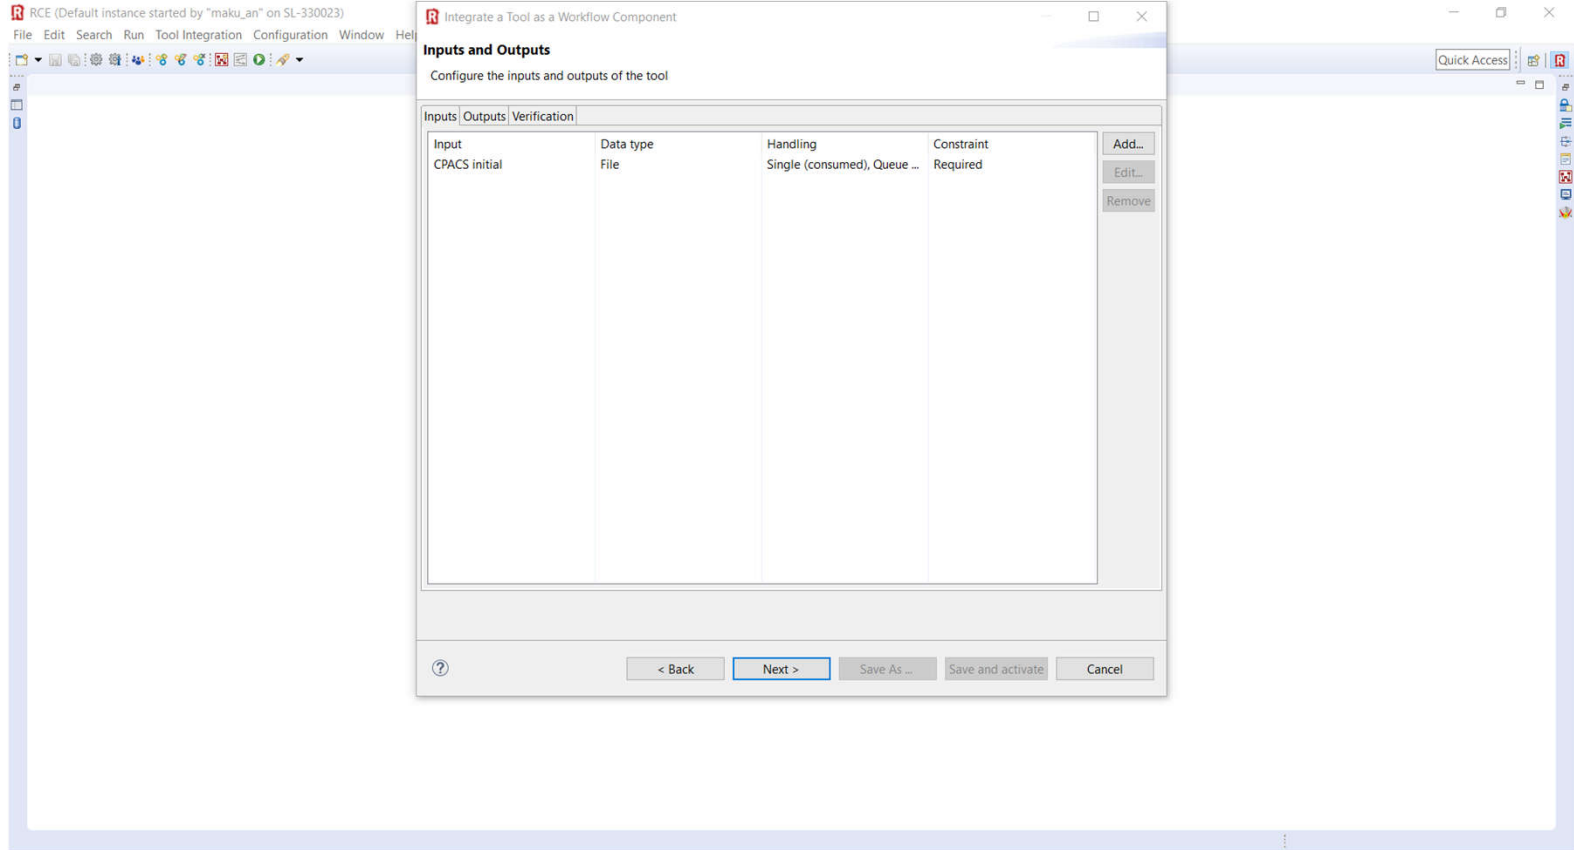 RCE (Default instance started by "maku_an" on SL-330023)
File Edit Search Run Tool Integration Configuration Window Help
Quick Access
Integrate a Tool as a Workflow Component
Inputs and Outputs
Configure the inputs and outputs of the tool
Inputs Outputs Verification
Input Data type Handling Constraint
CPACS initial File Single (consumed), Queue ... Required
Add...
Edit...
Remove
< Back Next > Save As ... Save and activate Cancel